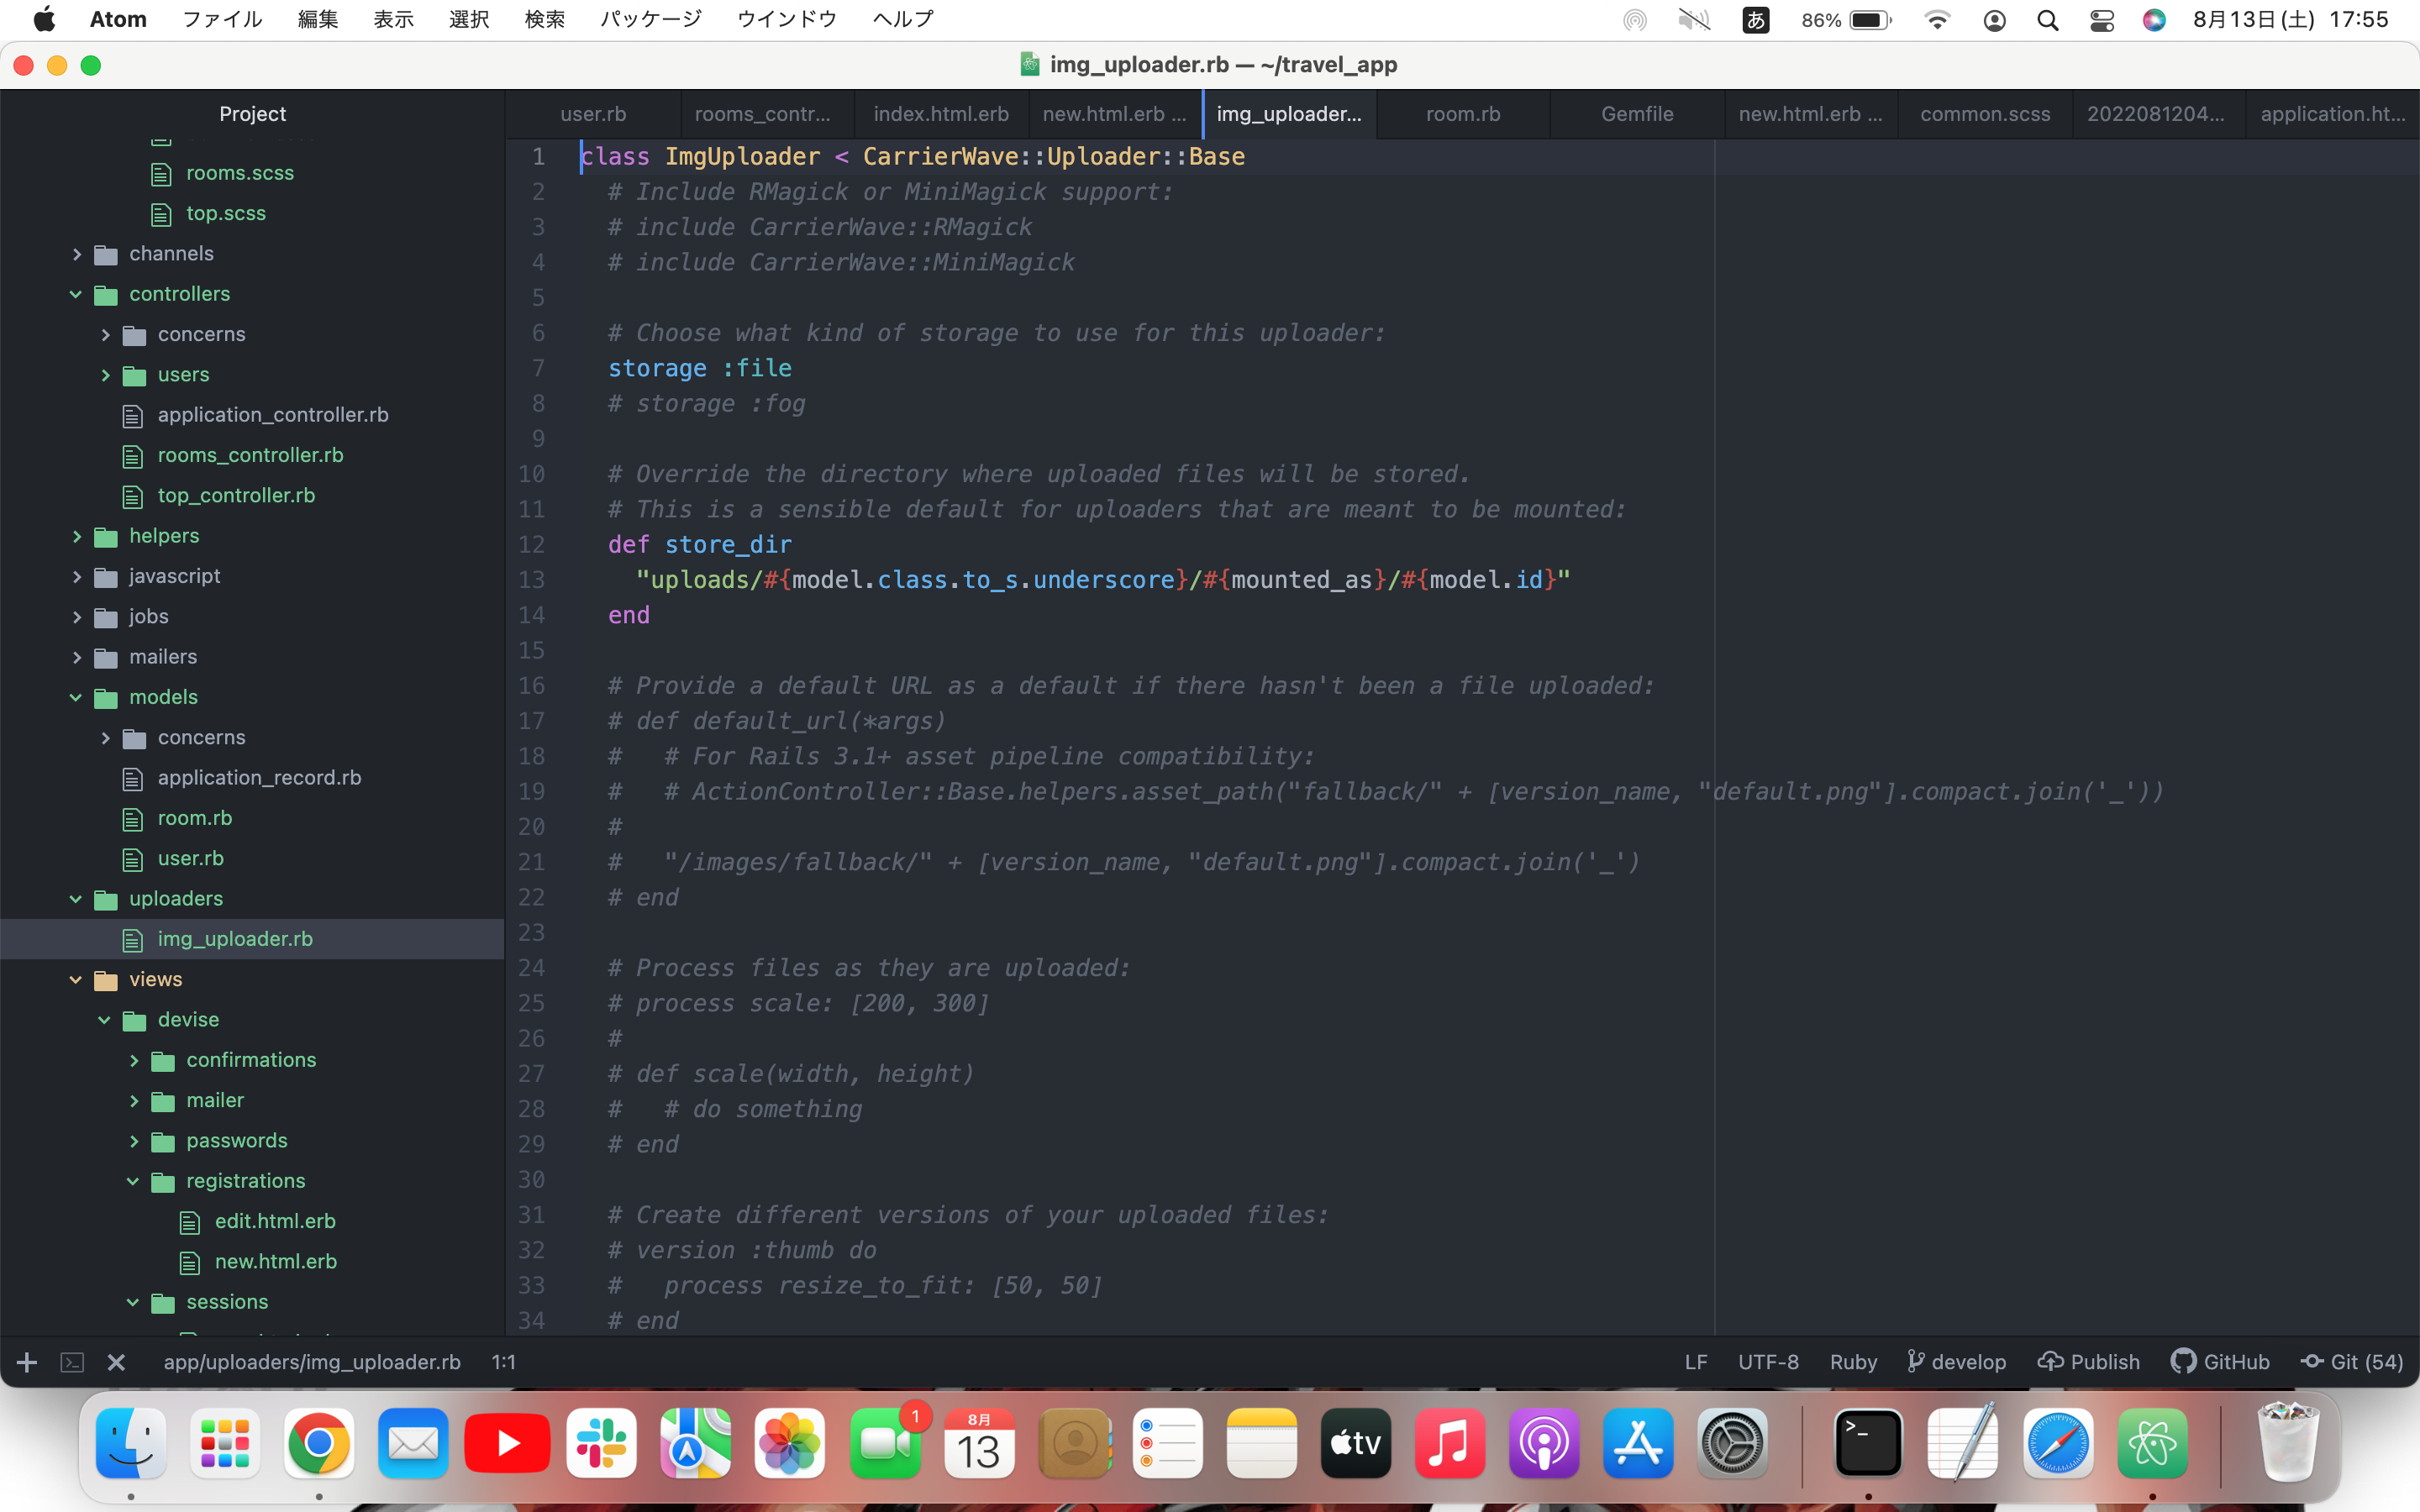 Atom ファイル 編集 表示 選択 検索 パッケージ ウインドウ ヘルプ あ 86% 8月13日(土) 17:55
img_uploader.rb — ~/travel_app
Project
user.rb rooms_contr... index.html.erb new.html.erb ... img_uploader... room.rb Gemfile new.html.erb ... common.scss 2022081204... application.ht...
rooms.scss
top.scss
channels
controllers
concerns
users
application_controller.rb
rooms_controller.rb
top_controller.rb
helpers
javascript
jobs
mailers
models
concerns
application_record.rb
room.rb
user.rb
uploaders
img_uploader.rb
views
devise
confirmations
mailer
passwords
registrations
edit.html.erb
new.html.erb
sessions
1 class ImgUploader < CarrierWave::Uploader::Base
2 # Include RMagick or MiniMagick support:
3 # include CarrierWave::RMagick
4 # include CarrierWave::MiniMagick
5
6 # Choose what kind of storage to use for this uploader:
7 storage :file
8 # storage :fog
9
10 # Override the directory where uploaded files will be stored.
11 # This is a sensible default for uploaders that are meant to be mounted:
12 def store_dir
13 "uploads/#{model.class.to_s.underscore}/#{mounted_as}/#{model.id}"
14 end
15
16 # Provide a default URL as a default if there hasn't been a file uploaded:
17 # def default_url(*args)
18 #   # For Rails 3.1+ asset pipeline compatibility:
19 #   # ActionController::Base.helpers.asset_path("fallback/" + [version_name, "default.png"].compact.join('_'))
20 #
21 #   "/images/fallback/" + [version_name, "default.png"].compact.join('_')
22 # end
23
24 # Process files as they are uploaded:
25 # process scale: [200, 300]
26 #
27 # def scale(width, height)
28 #   # do something
29 # end
30
31 # Create different versions of your uploaded files:
32 # version :thumb do
33 #   process resize_to_fit: [50, 50]
34 # end
app/uploaders/img_uploader.rb 1:1 LF UTF-8 Ruby develop Publish GitHub Git (54)
1
8月
13
tv
>_